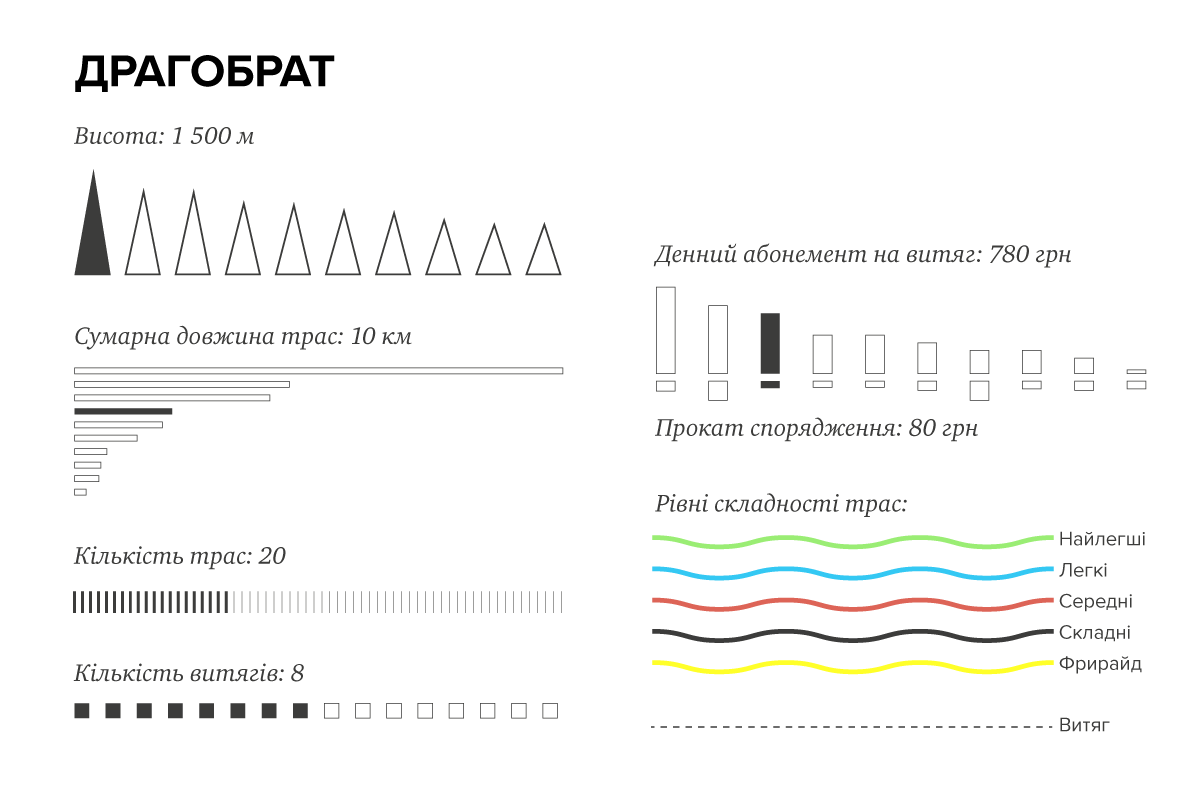 ДРАГОБРАТ
Висота: 1 500 м
Сумарна довжина трас: 10 км
Кількість трас: 20
Кількість витягів: 8
Денний абонемент на витяг: 780 грн
Прокат спорядження: 80 грн
Рівні складності трас:
Найлегші
Легкі
Середні
Складні
Фрирайд
Витяг